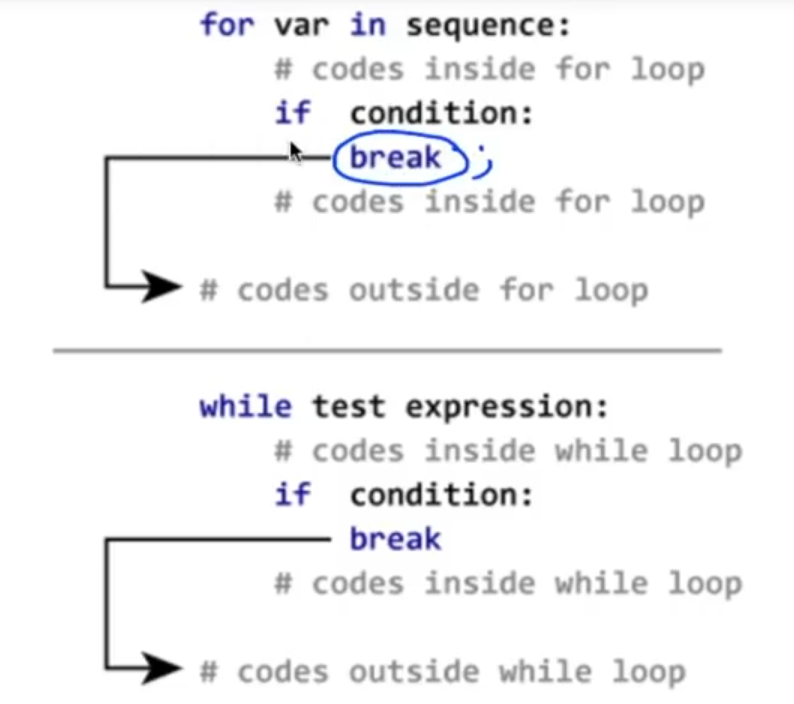 for var in sequence:
# codes inside for loop
if condition:
break ;
# codes inside for loop
# codes outside for loop
while test expression:
# codes inside while loop
if condition:
break
# codes inside while loop
# codes outside while loop